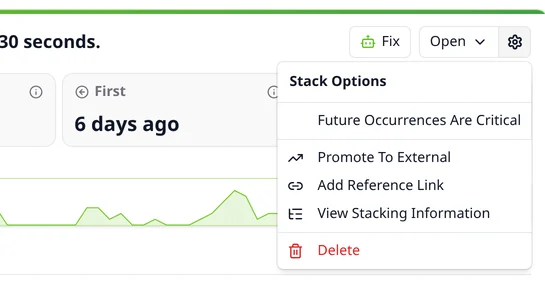 30 seconds.
Fix
Open
First
6 days ago
Stack Options
Future Occurrences Are Critical
Promote To External
Add Reference Link
View Stacking Information
Delete